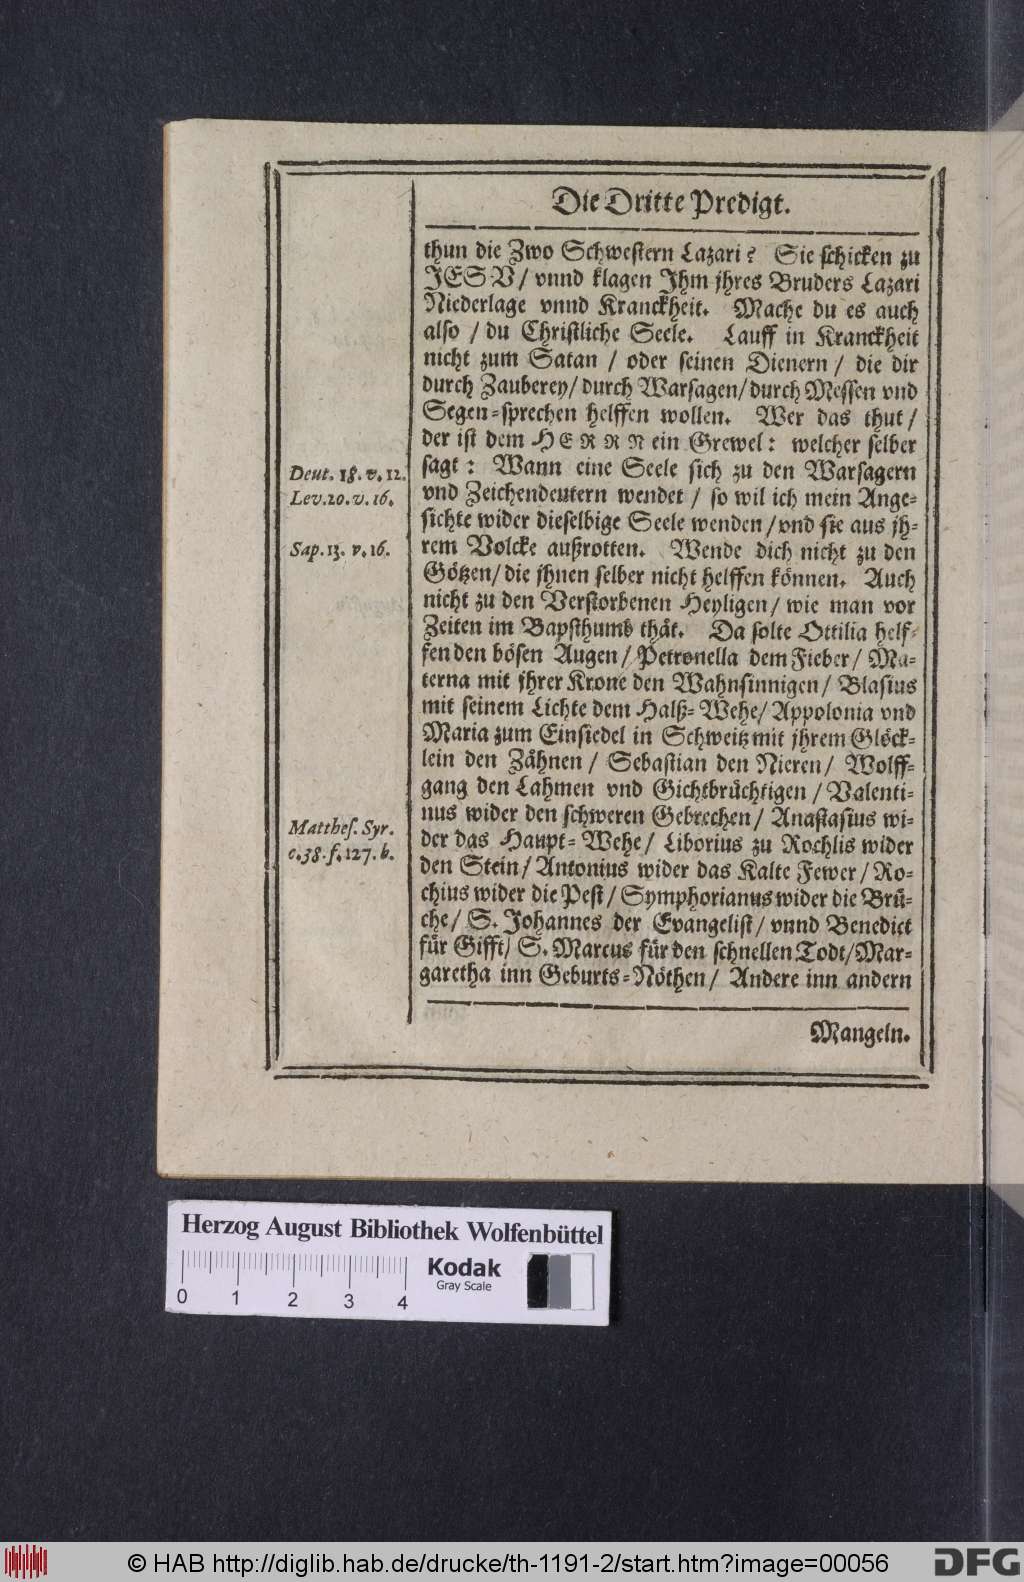 Die Dritte Predigt.
thun die Zwo Schwestern Lazari? Sie schicken zu
JESV/ vnnd klagen Jhm jhres Bruders Lazari
Niederlage vnnd Kranckheit. Mache du es auch
also / du Christliche Seele. Lauff in Kranckheit
nicht zum Satan / oder seinen Dienern / die dir
durch Zauberey/ durch Warsagen/ durch Messen vnd
Segen-sprechen helffen wollen. Wer das thut /
der ist dem HERRN ein Grewel: welcher selber
sagt: Wann eine Seele sich zu den Warsagern
vnd Zeichendeutern wendet / so wil ich mein Ange-
sichte wider dieselbige Seele wenden / vnd sie aus jh-
rem Volcke außrotten. Wende dich nicht zu den
Götzen/ die jhnen selber nicht helffen können. Auch
nicht zu den Verstorbenen Heyligen/ wie man vor
Zeiten im Bapsthumb thät. Da solte Ottilia helf-
fen den bösen Augen / Petronella dem Fieber / Ma-
terna mit jhrer Krone den Wahnsinnigen / Blasius
mit seinem Lichte dem Halß-Wehe/ Appolonia vnd
Maria zum Einsiedel in Schweitz mit jhrem Glöck-
lein den Zähnen / Sebastian den Nieren / Wolff-
gang den Lahmen vnd Gichtbrüchtigen / Valenti-
nus wider den schweren Gebrechen / Anastasius wi-
der das Haupt-Wehe / Liborius zu Rochlis wider
den Stein / Antonius wider das Kalte Fewer / Ro-
chius wider die Pest / Symphorianus wider die Brü-
che / S. Johannes der Evangelist / vnnd Benedict
für Gifft/ S. Marcus für den schnellen Todt/ Mar-
garetha inn Geburts-Nöthen / Andere inn andern
Mangeln.
Deut. 18. v. 12.
Lev. 20. v. 16.
Sap. 13. v. 16.
Matthes. Syr.
c. 38. f. 127. b.
Herzog August Bibliothek Wolfenbüttel
Kodak
Gray Scale
0 1 2 3 4
© HAB http://diglib.hab.de/drucke/th-1191-2/start.htm?image=00056
DFG